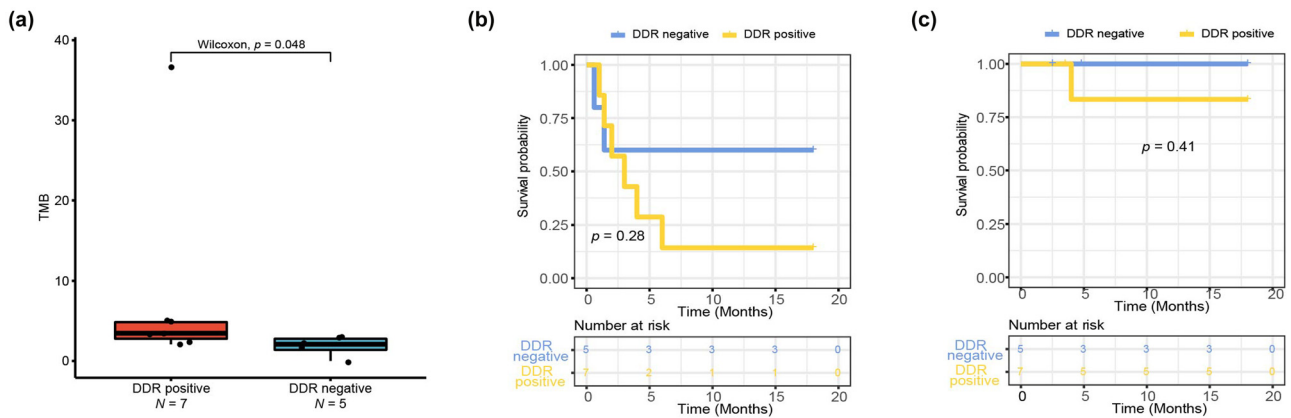 (a)
Wilcoxon, p = 0.048
40
30
20
10
0
TMB
DDR positive
N = 7
DDR negative
N = 5
(b)
DDR negative DDR positive
1.00
0.75
0.50
0.25
0.00
Survival probability
p = 0.28
0 5 10 15 20
Time (Months)
Number at risk
DDR negative 5 3 3 3 0
DDR positive 7 2 1 1 0
0 5 10 15 20
Time (Months)
(c)
DDR negative DDR positive
1.00
0.75
0.50
0.25
0.00
Survival probability
p = 0.41
0 5 10 15 20
Time (Months)
Number at risk
DDR negative 5 3 3 3 0
DDR positive 7 5 5 5 0
0 5 10 15 20
Time (Months)